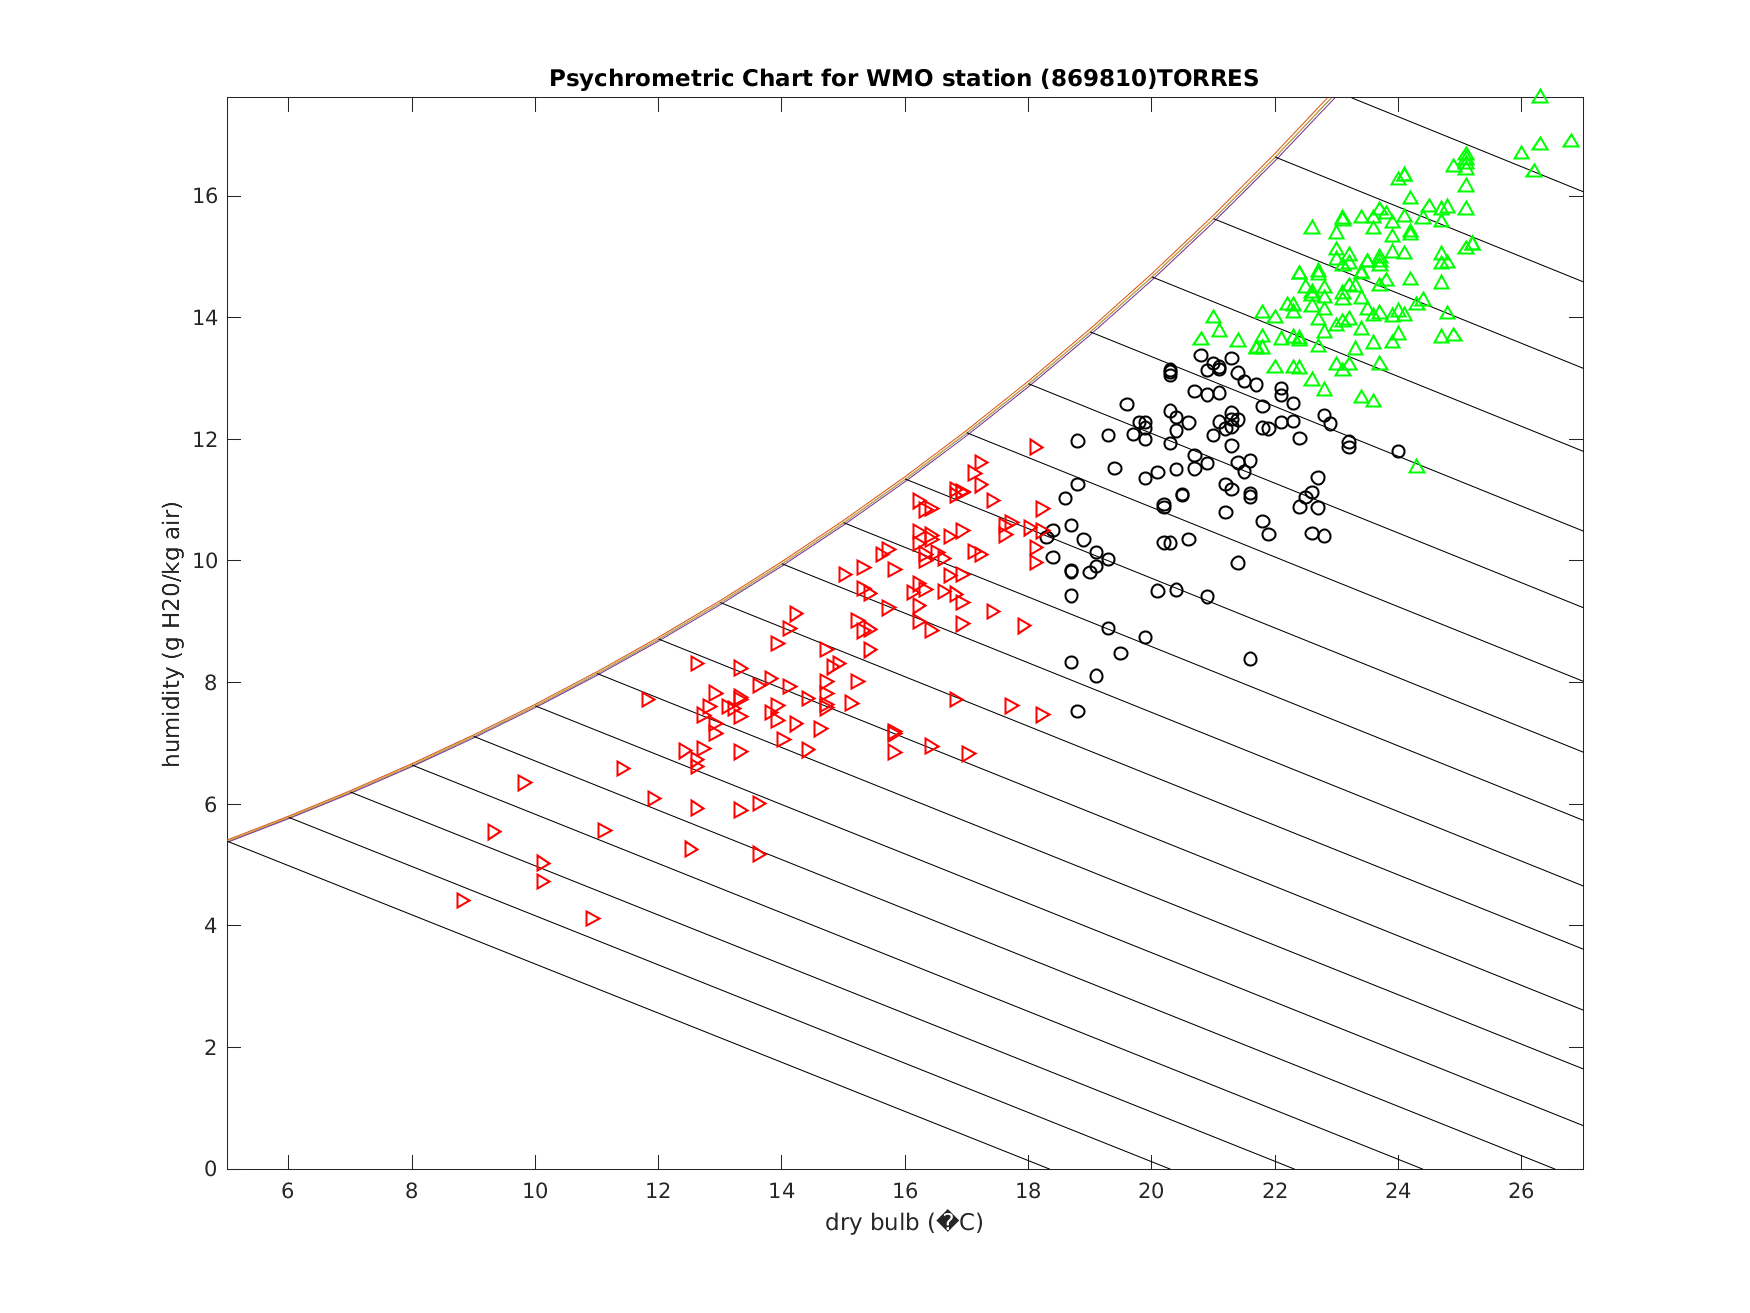 Psychrometric Chart for WMO station (869810)TORRES
humidity (g H20/kg air)
16
14
12
10
8
6
4
2
0
6 8 10 12 14 16 18 20 22 24 26
dry bulb (�C)